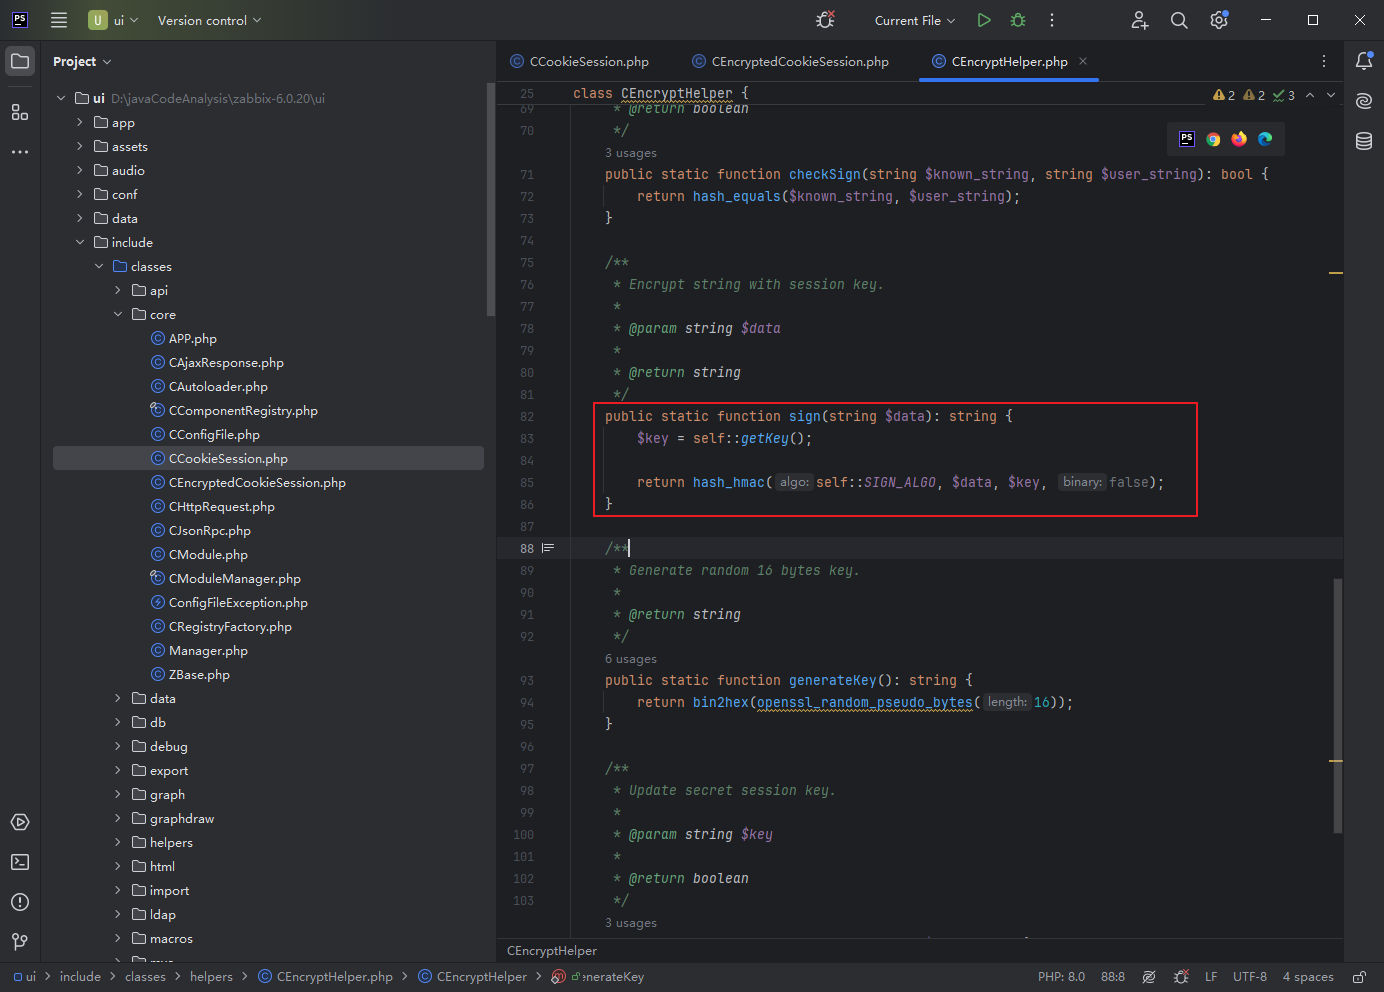 PS
U ui
Version control
Current File
Project
CCookieSession.php
CEncryptedCookieSession.php
CEncryptHelper.php
ui D:\javaCodeAnalysis\zabbix-6.0.20\ui
app
assets
audio
conf
data
include
classes
api
core
APP.php
CAjaxResponse.php
CAutoloader.php
CComponentRegistry.php
CConfigFile.php
CCookieSession.php
CEncryptedCookieSession.php
CHttpRequest.php
CJsonRpc.php
CModule.php
CModuleManager.php
ConfigFileException.php
CRegistryFactory.php
Manager.php
ZBase.php
data
db
debug
export
graph
graphdraw
helpers
html
import
ldap
macros
25 class CEncryptHelper {
2 2 3
69 * @return boolean
70 */
3 usages
PS
71 public static function checkSign(string $known_string, string $user_string): bool {
72 return hash_equals($known_string, $user_string);
73 }
74
75 /**
76 * Encrypt string with session key.
77 *
78 * @param string $data
79 *
80 * @return string
81 */
82 public static function sign(string $data): string {
83 $key = self::getKey();
84
85 return hash_hmac( algo: self::SIGN_ALGO, $data, $key, binary: false);
86 }
87
88 /**
89 * Generate random 16 bytes key.
90 *
91 * @return string
92 */
6 usages
93 public static function generateKey(): string {
94 return bin2hex(openssl_random_pseudo_bytes( length: 16));
95 }
96
97 /**
98 * Update secret session key.
99 *
100 * @param string $key
101 *
102 * @return boolean
103 */
3 usages
CEncryptHelper
ui > include > classes > helpers > CEncryptHelper.php > CEncryptHelper > nerateKey
PHP: 8.0 88:8 LF UTF-8 4 spaces